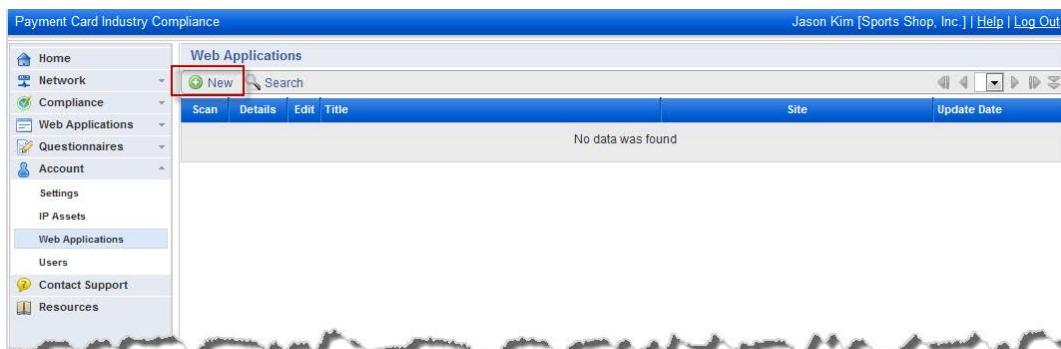 Payment Card Industry Compliance
Jason Kim [Sports Shop, Inc.] | Help | Log Out
Home
Network
Compliance
Web Applications
Questionnaires
Account
Settings
IP Assets
Web Applications
Users
Contact Support
Resources
Web Applications
New Search
Scan Details Edit Title Site Update Date
No data was found